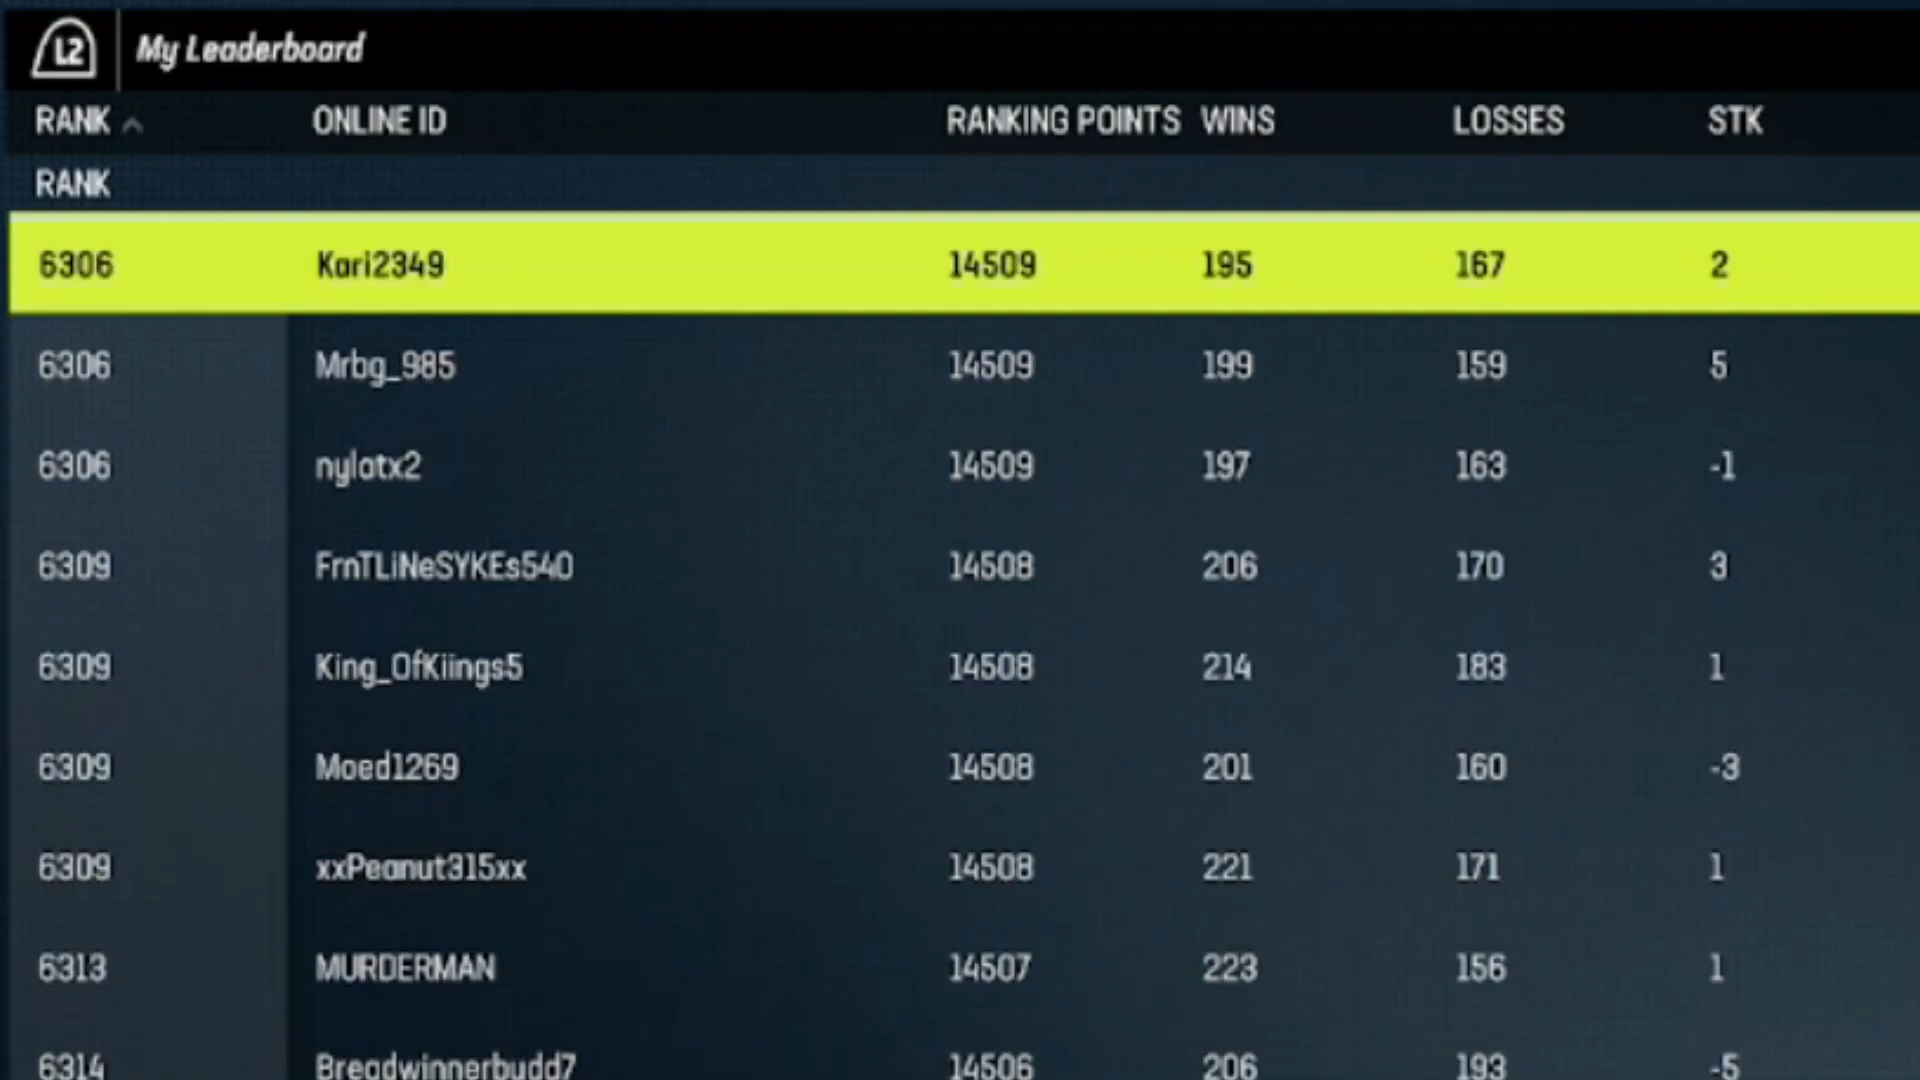 L2 My Leaderboard
RANK ONLINE ID RANKING POINTS WINS LOSSES STK
RANK
6306 Kari2349 14509 195 167 2
6306 Mrbg_985 14509 199 159 5
6306 nylatx2 14509 197 163 -1
6309 FrnTLiNeSYKEs540 14508 206 170 3
6309 King_OfKiings5 14508 214 183 1
6309 Moed1269 14508 201 160 -3
6309 xxPeanut315xx 14508 221 171 1
6313 MURDERMAN 14507 223 156 1
6314 Breadwinnerbudd7 14506 206 193 -5